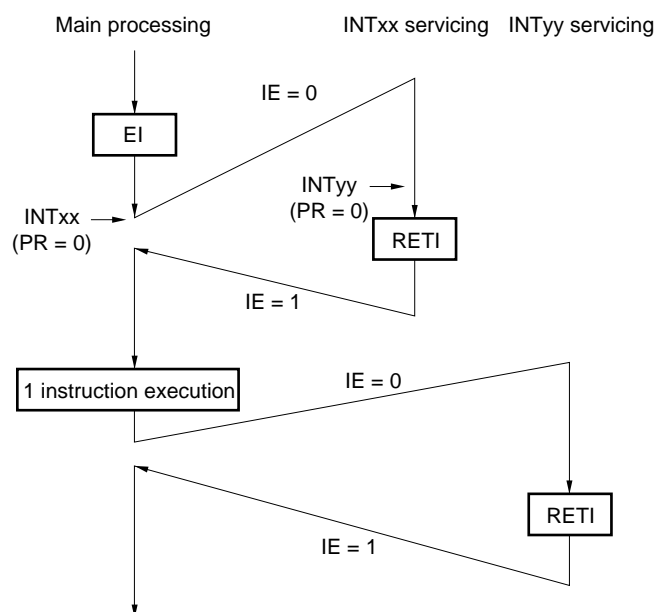 Main processing
INTxx servicing
INTyy servicing
IE = 0
EI
INTyy
(PR = 0)
INTxx
(PR = 0)
RETI
IE = 1
1 instruction execution
IE = 0
RETI
IE = 1